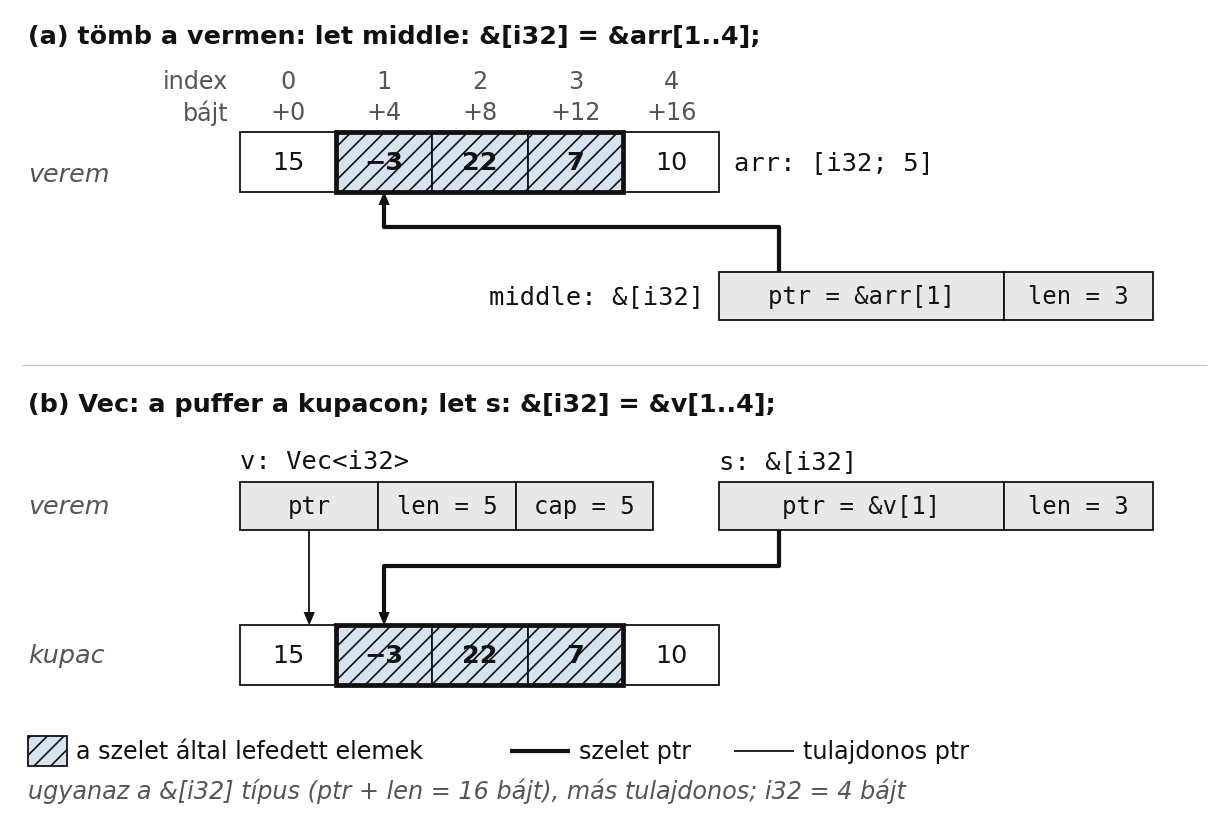 (a) tömb a vermen: let middle: &[i32] = &arr[1..4];
index 0 1 2 3 4
bájt +0 +4 +8 +12 +16
verem 15 −3 22 7 10 arr: [i32; 5]
middle: &[i32] ptr = &arr[1] len = 3
(b) Vec: a puffer a kupacon; let s: &[i32] = &v[1..4];
v: Vec<i32> s: &[i32]
verem ptr len = 5 cap = 5 ptr = &v[1] len = 3
kupac 15 −3 22 7 10
a szelet által lefedett elemek szelet ptr tulajdonos ptr
ugyanaz a &[i32] típus (ptr + len = 16 bájt), más tulajdonos; i32 = 4 bájt